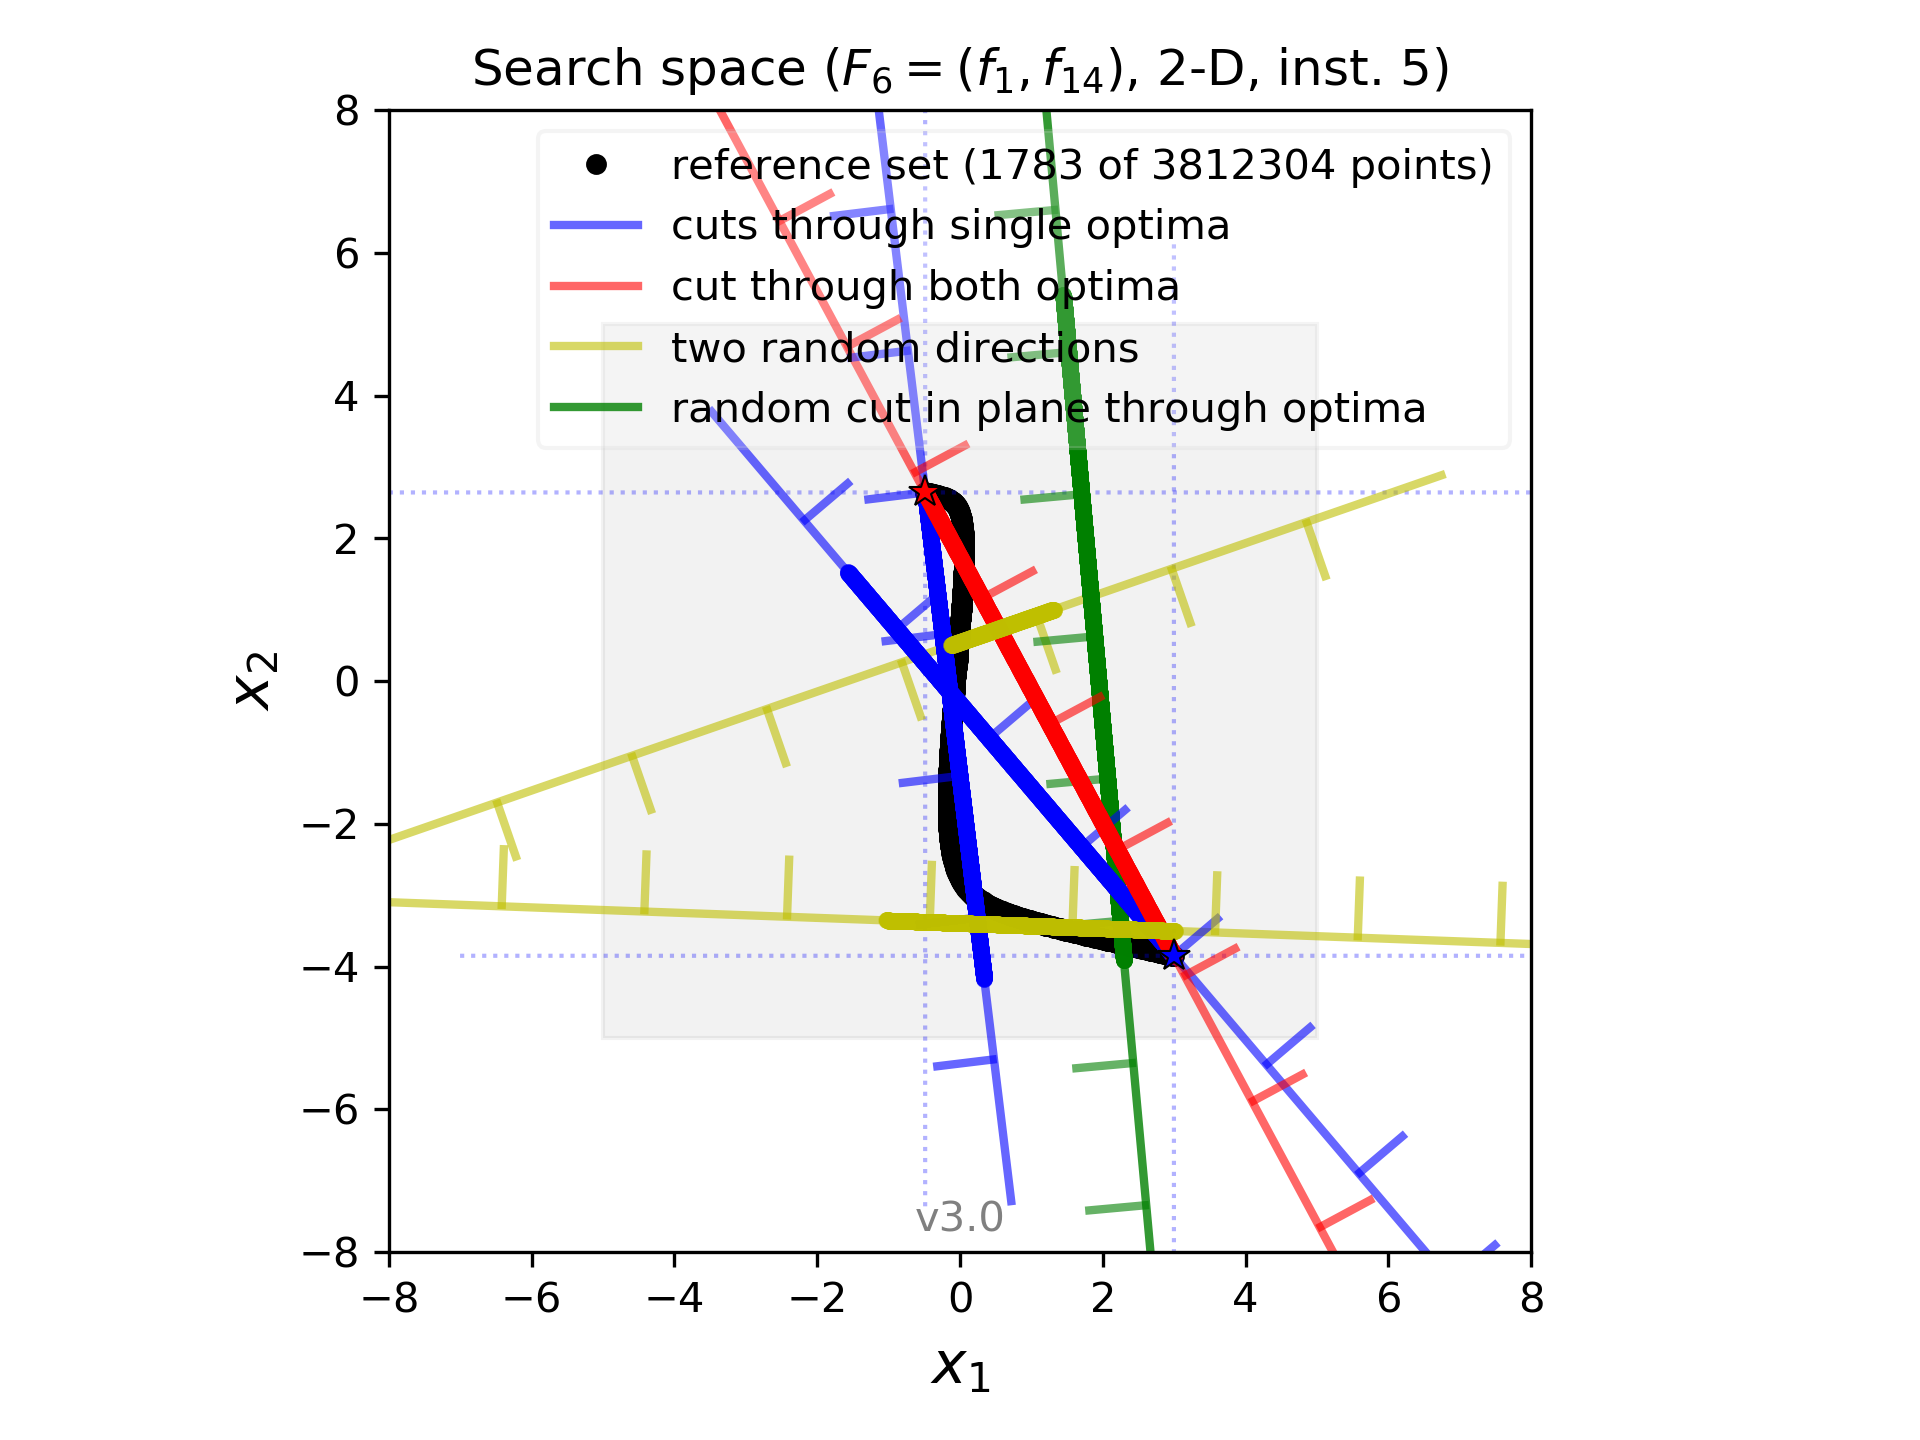 Search space (F₆ = (f₁, f₁₄), 2-D, inst. 5)
8
reference set (1783 of 3812304 points)
cuts through single optima
6
cut through both optima
two random directions
4
random cut in plane through optima
2
0
x₂
−2
−4
−6
v3.0
−8
−8 −6 −4 −2 0 2 4 6 8
x₁